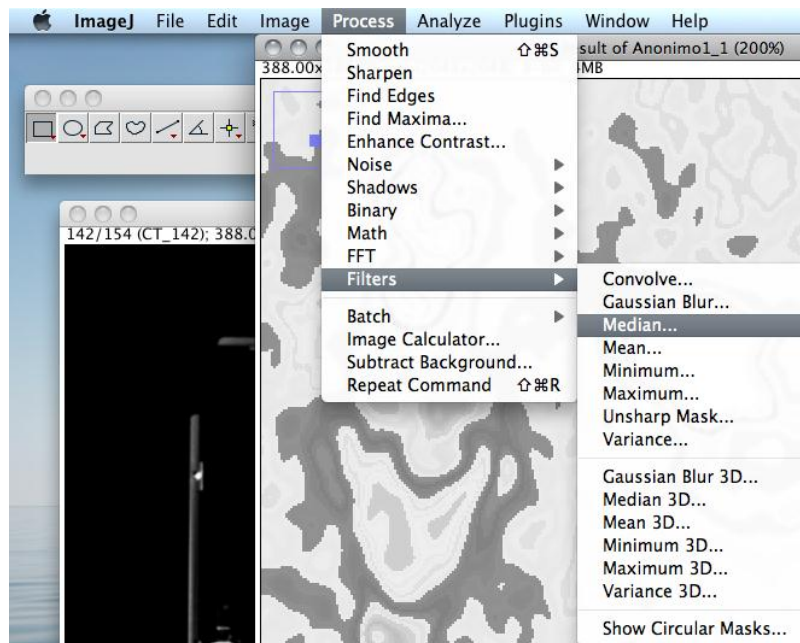 ImageJ File Edit Image Process Analyze Plugins Window Help
sult of Anonimo1_1 (200%)
388.00x
MB
Smooth ⇧⌘S
Sharpen
Find Edges
Find Maxima...
Enhance Contrast...
Noise
Shadows
Binary
Math
FFT
Filters
Batch
Image Calculator...
Subtract Background...
Repeat Command ⇧⌘R
142/154 (CT_142); 388.0
Convolve...
Gaussian Blur...
Median...
Mean...
Minimum...
Maximum...
Unsharp Mask...
Variance...
Gaussian Blur 3D...
Median 3D...
Mean 3D...
Minimum 3D...
Maximum 3D...
Variance 3D...
Show Circular Masks...